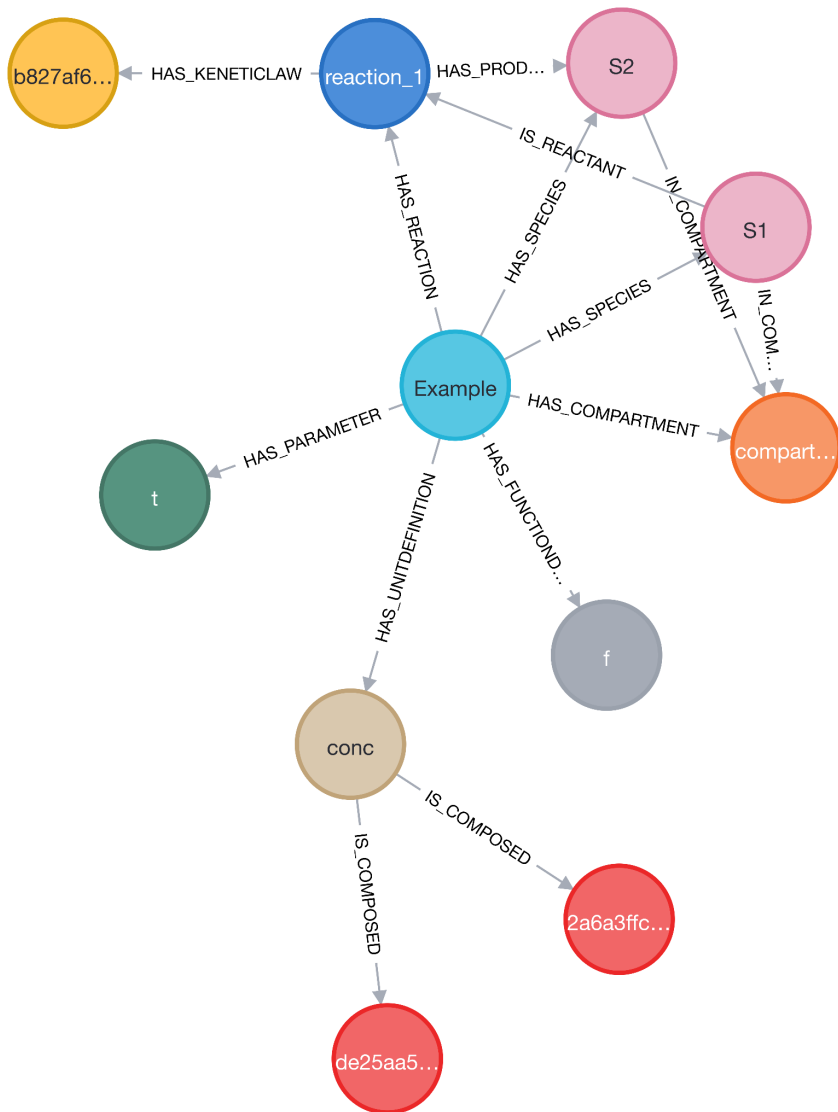 b827af6…
HAS_KENETICLAW
reaction_1
HAS_PROD…
S2
IS_REACTANT
S1
HAS_REACTION
HAS_SPECIES
IN_COMPARTMENT
HAS_SPECIES
IN_COM…
Example
HAS_COMPARTMENT
compart…
HAS_PARAMETER
t
HAS_UNITDEFINITION
HAS_FUNCTIOND…
f
conc
IS_COMPOSED
IS_COMPOSED
2a6a3ffc…
de25aa5…